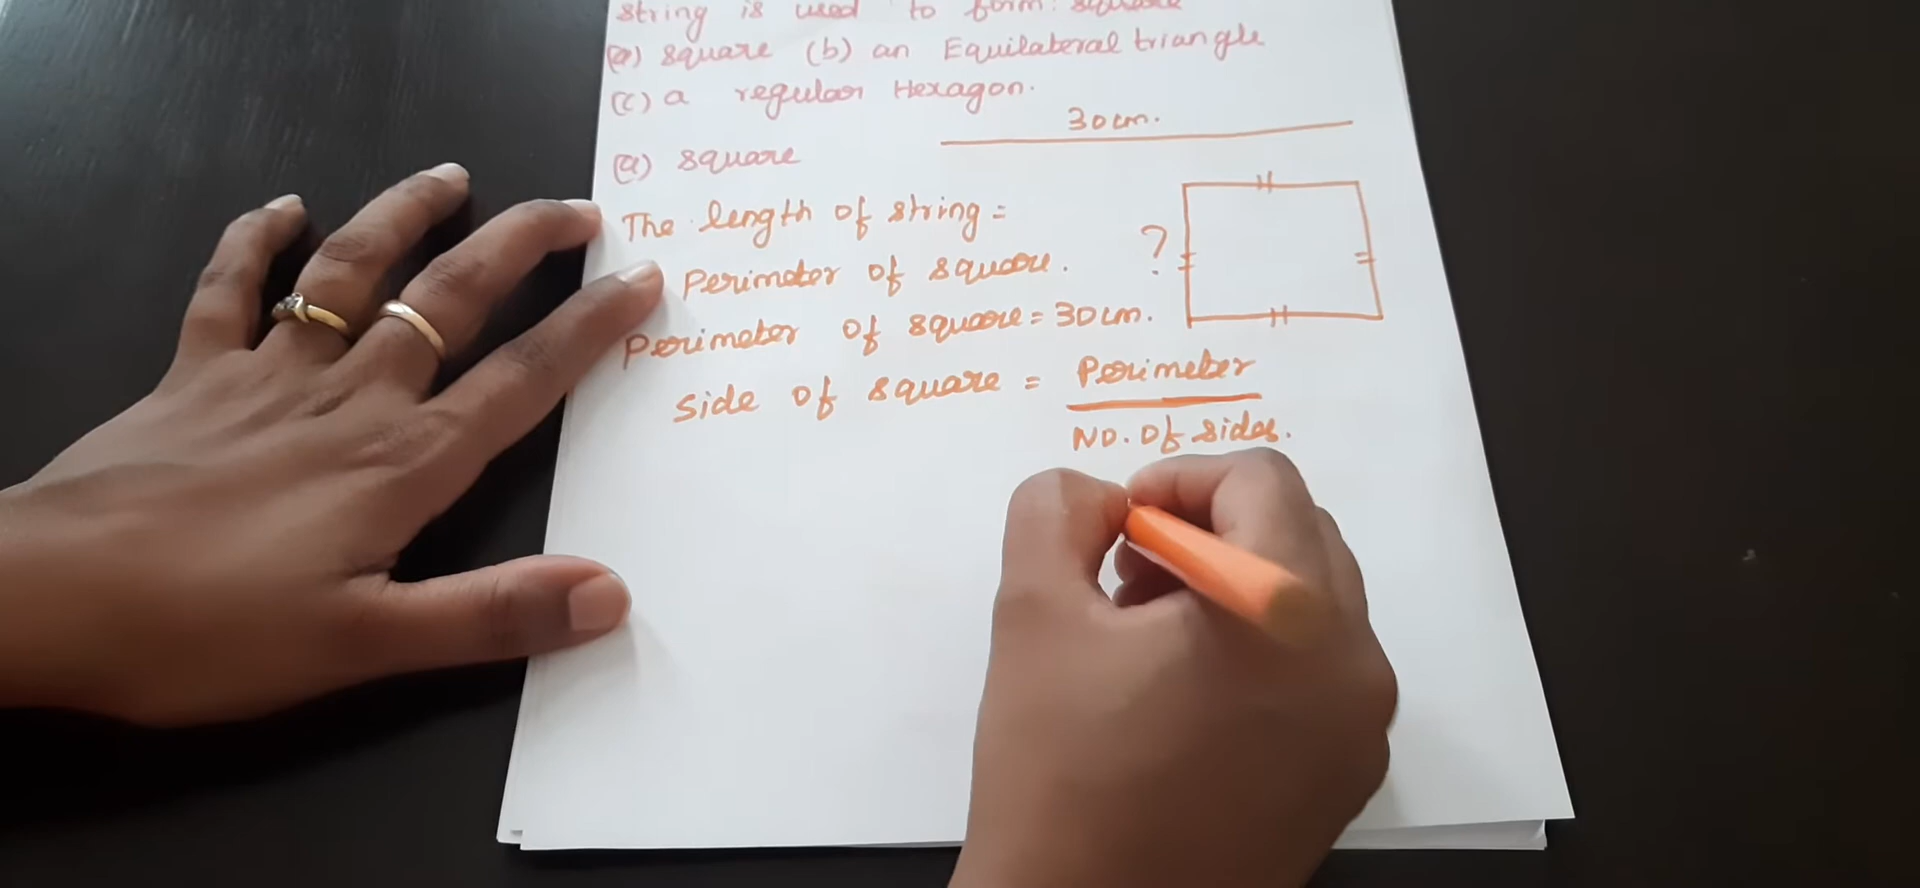 string is used to form: square
(a) square (b) an Equilateral triangle
(c) a regular Hexagon.
30cm.
(a) square
The length of string =
Perimeter of square.
?
Perimeter of square = 30cm.
side of square = Perimeter
No. of sides.